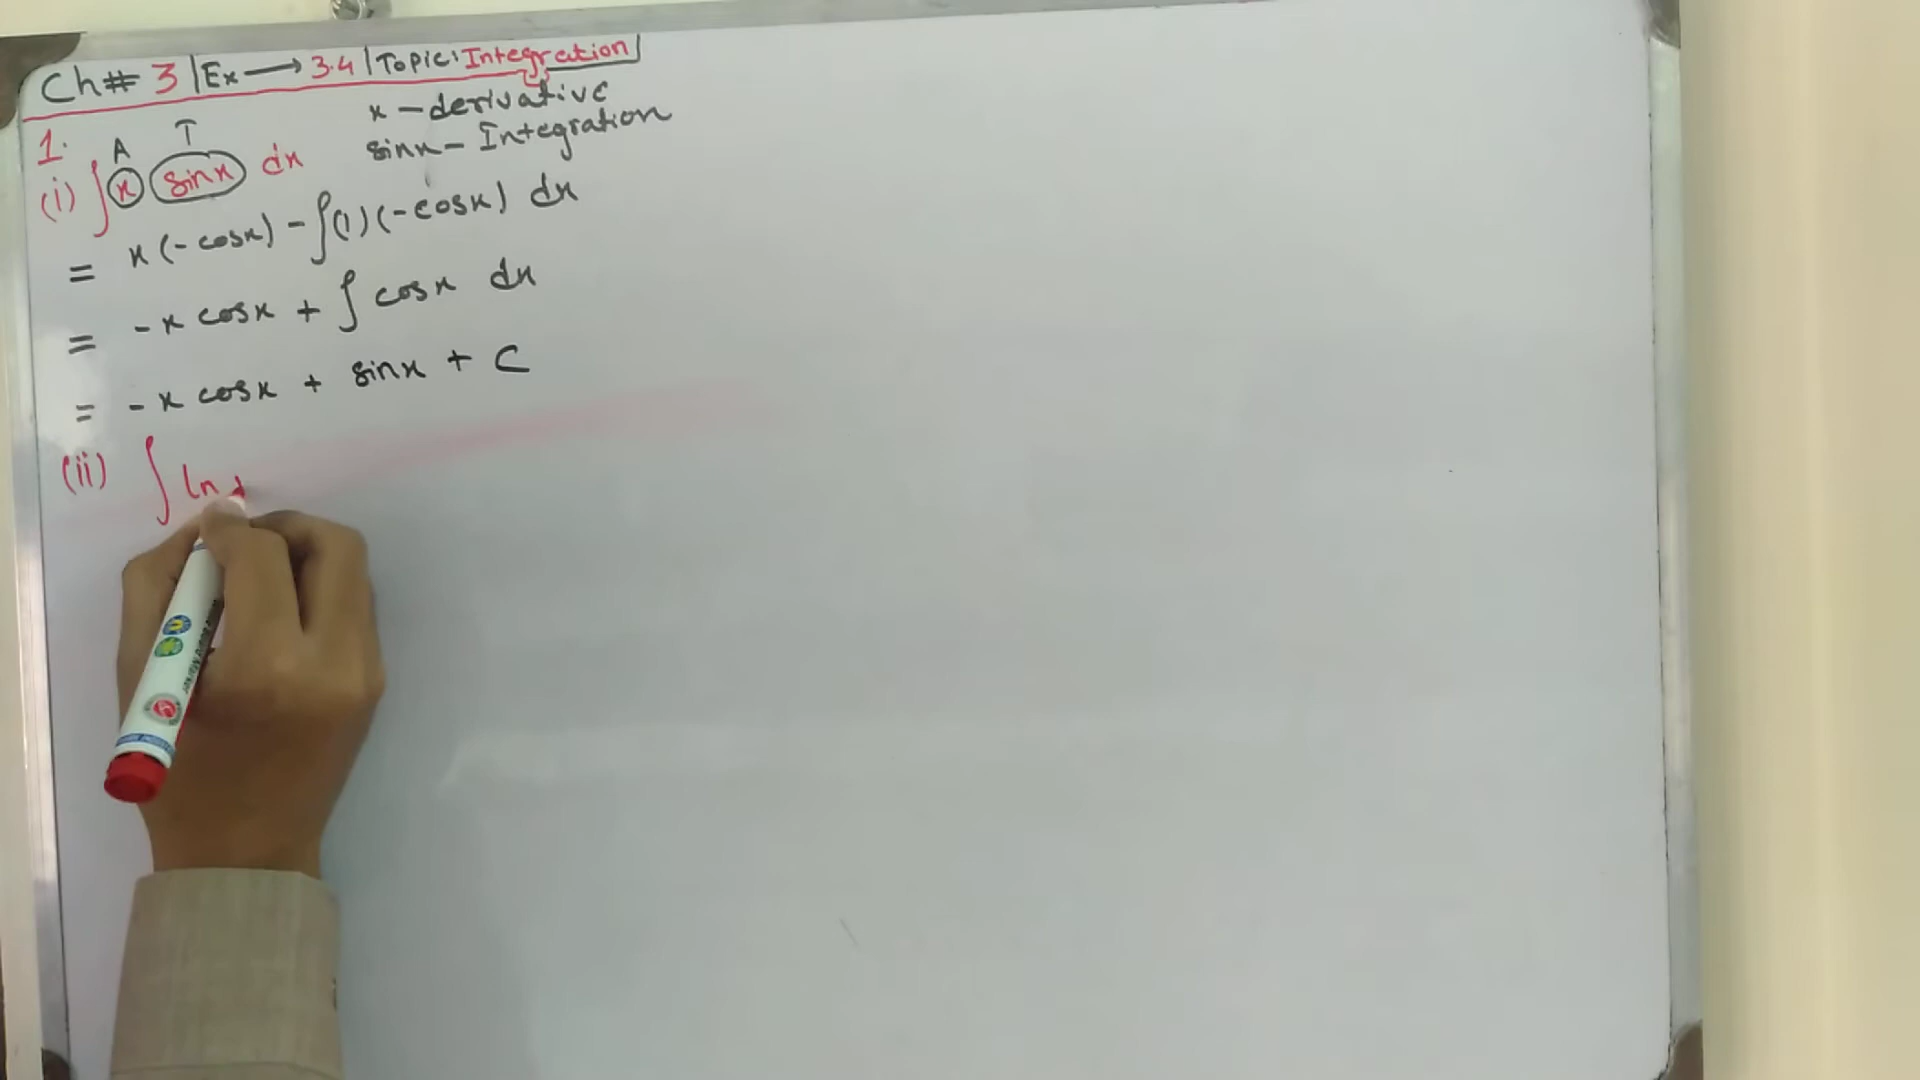 Ch# 3 | Ex → 3.4 | Topic: Integration
x – derivative
sinx – Integration
1.
A T
(i) ∫ x sinx dx
= x(-cosx) - ∫(1)(-cosx) dx
= -x cosx + ∫ cosx dx
= -x cosx + sinx + C
(ii) ∫ ln